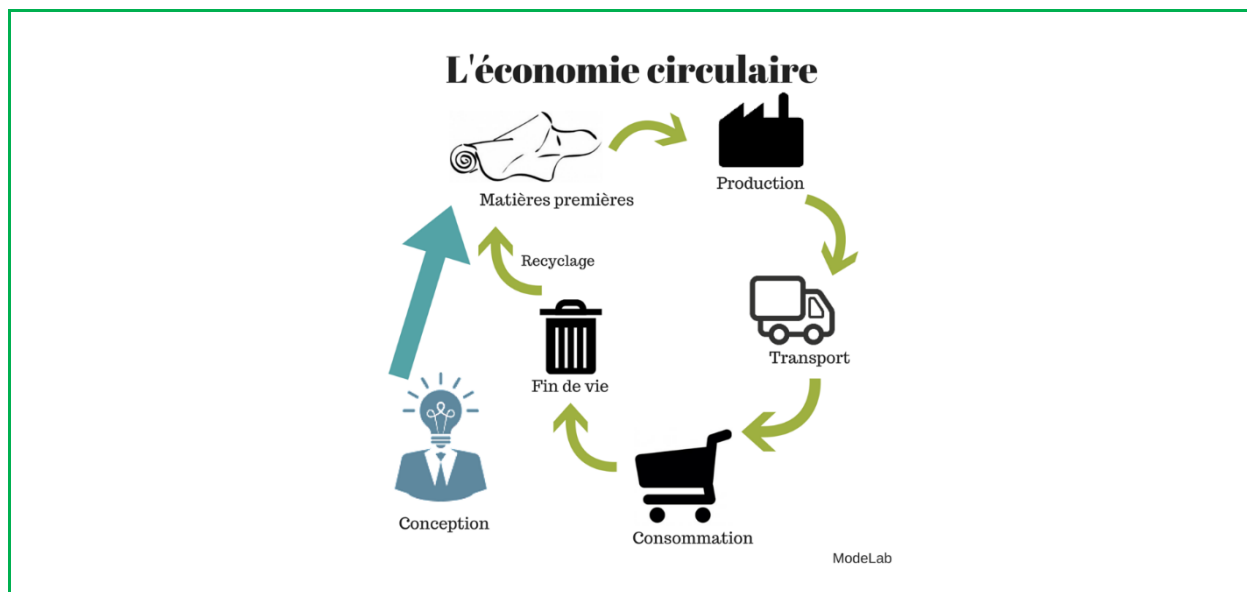 L'économie circulaire
Matières premières
Production
Recyclage
Transport
Fin de vie
Conception
Consommation
ModeLab